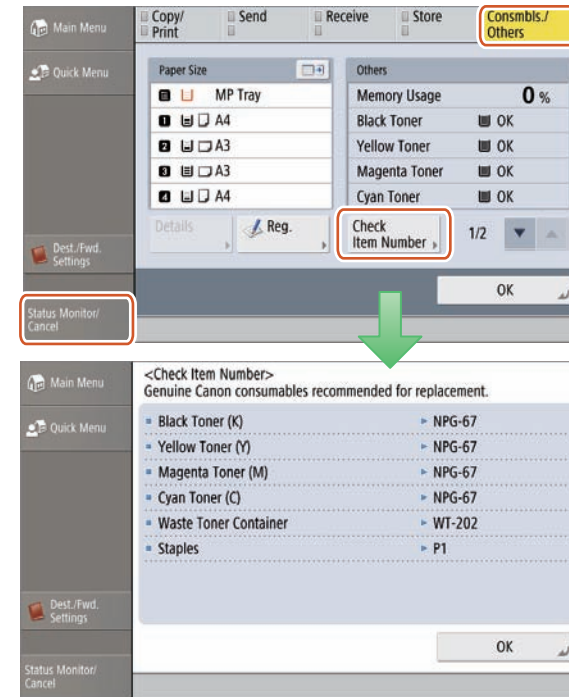 Main Menu
Copy/
Print
Send
Receive
Store
Consmbls./
Others
Quick Menu
Paper Size
Others
MP Tray
Memory Usage 0 %
1 A4
Black Toner OK
2 A3
Yellow Toner OK
3 A3
Magenta Toner OK
4 A4
Cyan Toner OK
Details
Reg.
Check
Item Number
1/2
Dest./Fwd.
Settings
OK
Status Monitor/
Cancel
Main Menu
<Check Item Number>
Genuine Canon consumables recommended for replacement.
Quick Menu
Black Toner (K) NPG-67
Yellow Toner (Y) NPG-67
Magenta Toner (M) NPG-67
Cyan Toner (C) NPG-67
Waste Toner Container WT-202
Staples P1
Dest./Fwd.
Settings
OK
Status Monitor/
Cancel